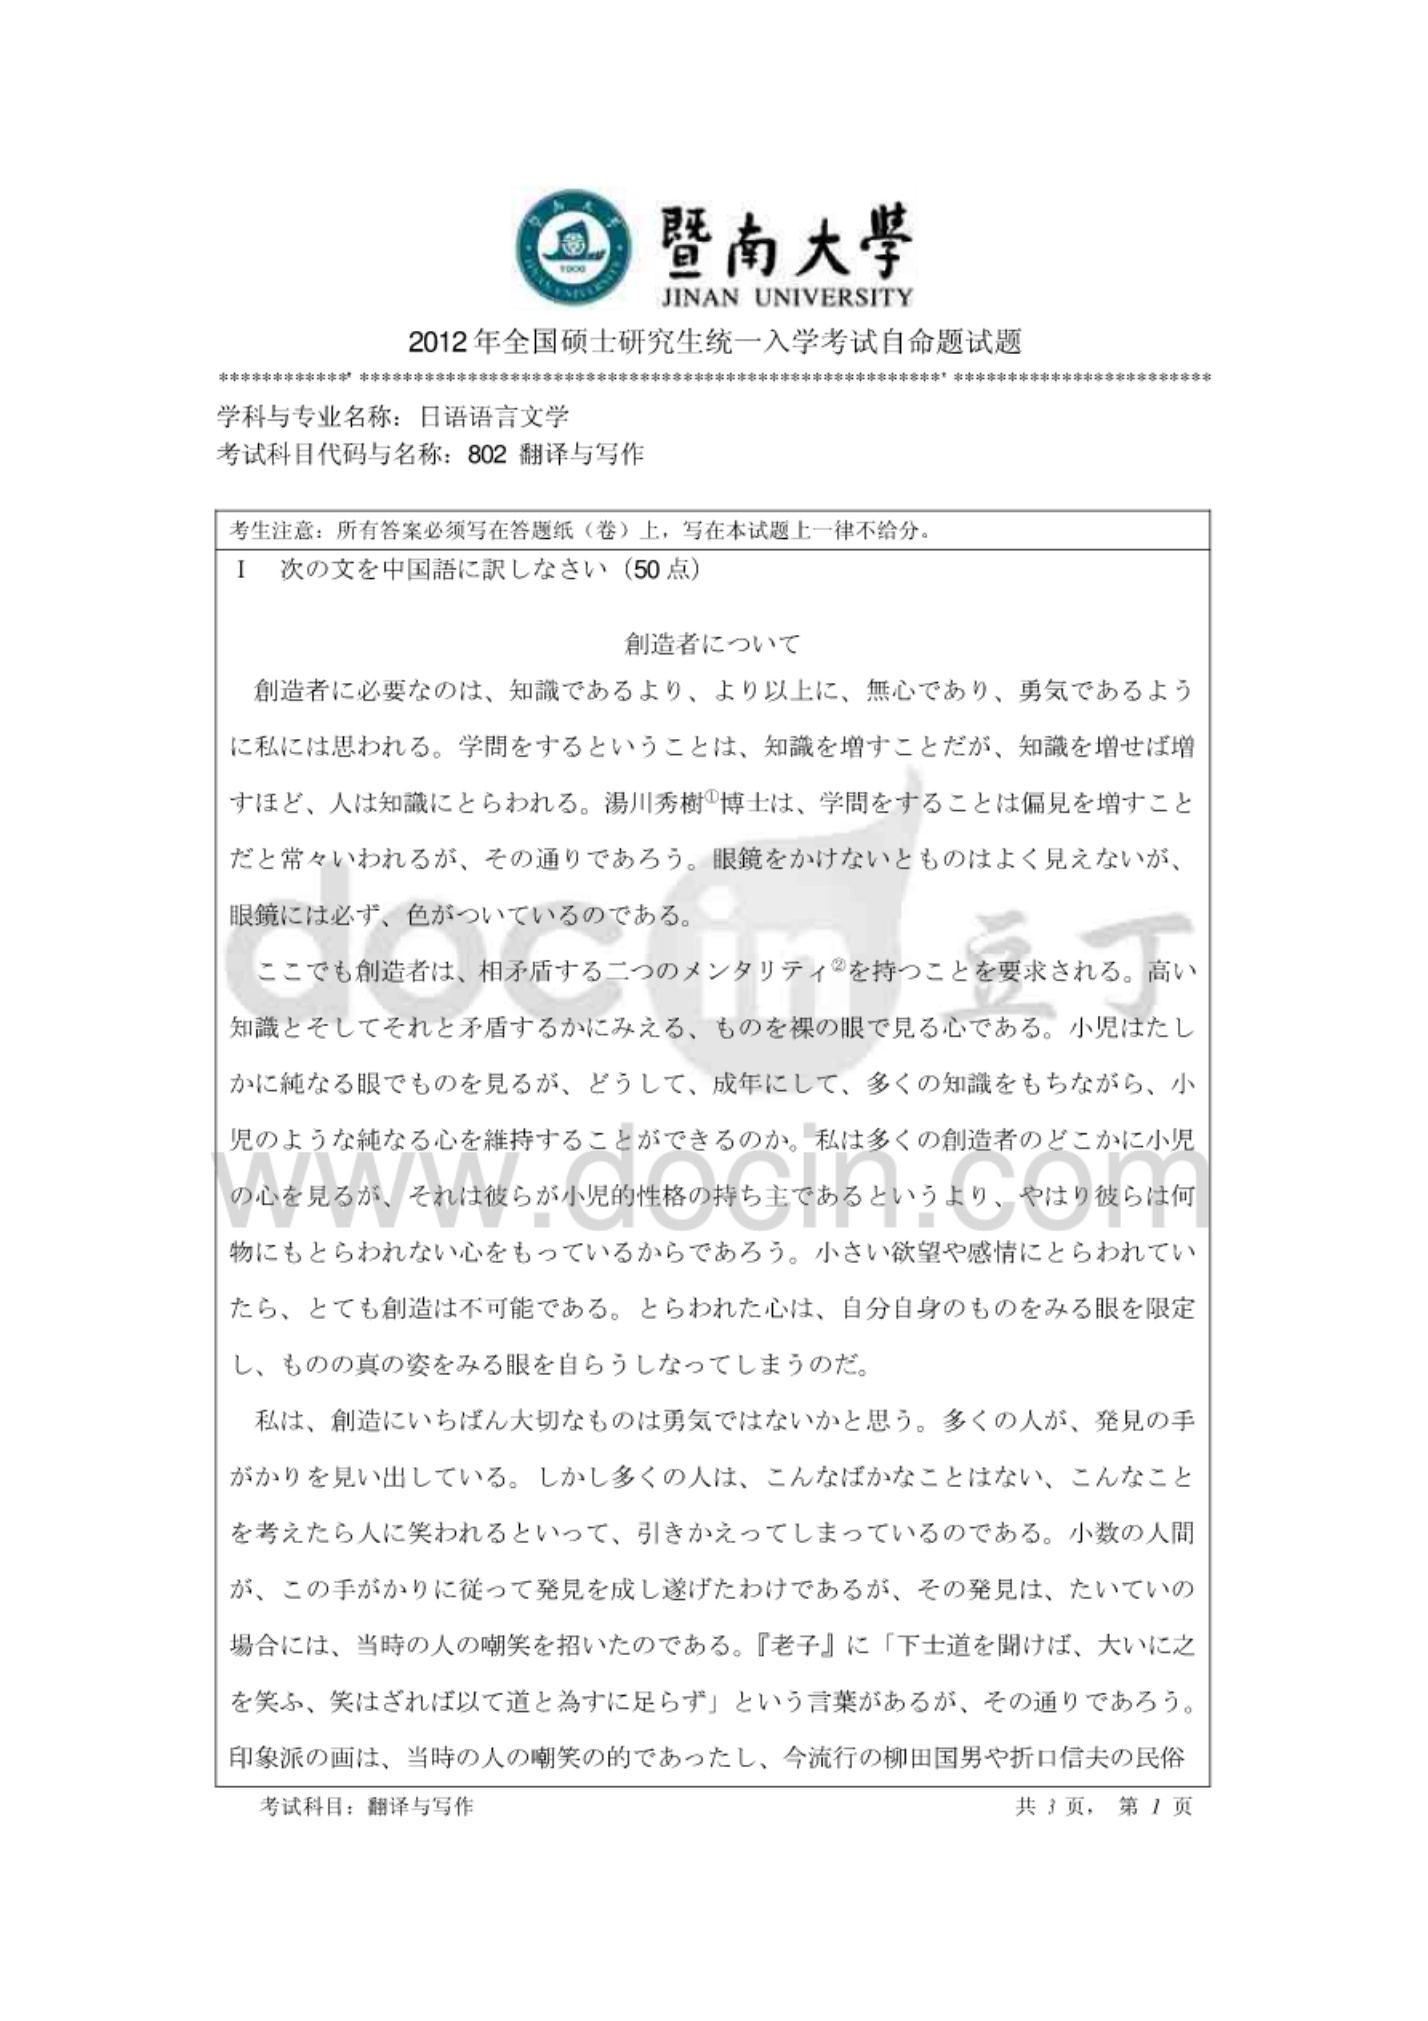 暨南大學
JINAN UNIVERSITY
2012年全国硕士研究生统一入学考试自命题试题
学科与专业名称：日语语言文学
考试科目代码与名称：802 翻译与写作
考生注意：所有答案必须写在答题纸（卷）上，写在本试题上一律不给分。
Ⅰ 次の文を中国語に訳しなさい（50点）
創造者について
創造者に必要なのは、知識であるより、より以上に、無心であり、勇気であるよう
に私には思われる。学問をするということは、知識を増すことだが、知識を増せば増
すほど、人は知識にとらわれる。湯川秀樹①博士は、学問をすることは偏見を増すこと
だと常々いわれるが、その通りであろう。眼鏡をかけないとものはよく見えないが、
眼鏡には必ず、色がついているのである。
ここでも創造者は、相矛盾する二つのメンタリティ②を持つことを要求される。高い
知識とそしてそれと矛盾するかにみえる、ものを裸の眼で見る心である。小児はたし
かに純なる眼でものを見るが、どうして、成年にして、多くの知識をもちながら、小
児のような純なる心を維持することができるのか。私は多くの創造者のどこかに小児
の心を見るが、それは彼らが小児的性格の持ち主であるというより、やはり彼らは何
物にもとらわれない心をもっているからであろう。小さい欲望や感情にとらわれてい
たら、とても創造は不可能である。とらわれた心は、自分自身のものをみる眼を限定
し、ものの真の姿をみる眼を自らうしなってしまうのだ。
私は、創造にいちばん大切なものは勇気ではないかと思う。多くの人が、発見の手
がかりを見い出している。しかし多くの人は、こんなばかなことはない、こんなこと
を考えたら人に笑われるといって、引きかえってしまっているのである。小数の人間
が、この手がかりに従って発見を成し遂げたわけであるが、その発見は、たいていの
場合には、当時の人の嘲笑を招いたのである。『老子』に「下士道を聞けば、大いに之
を笑ふ、笑はざれば以て道と為すに足らず」という言葉があるが、その通りであろう。
印象派の画は、当時の人の嘲笑の的であったし、今流行の柳田国男や折口信夫の民俗
考试科目：翻译与写作 共 3 页， 第 1 页
docin 豆丁
www.docin.com